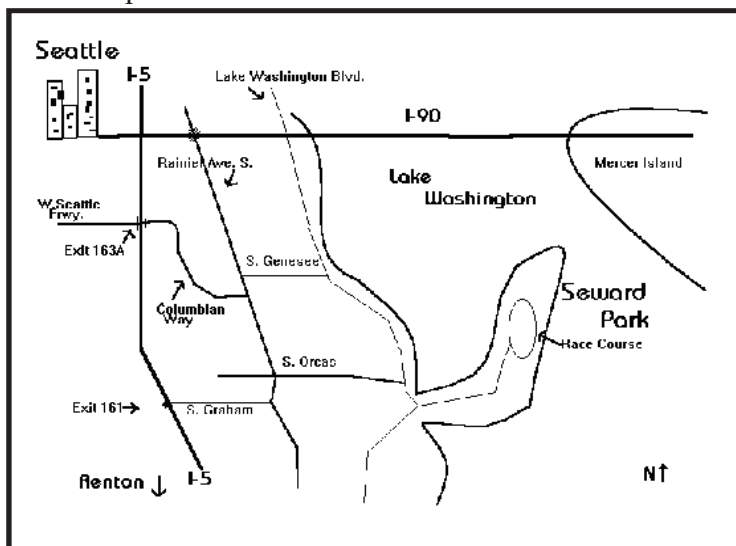 Seattle
I-5
Lake Washington Blvd.
I-90
Rainier Ave. S.
Mercer Island
Lake
Washington
W Seattle
Frwy.
Exit 163A
S. Genesee
Columbian
Way
Seward
Park
Race Course
S. Orcas
Exit 161
S. Graham
Renton
I-5
N